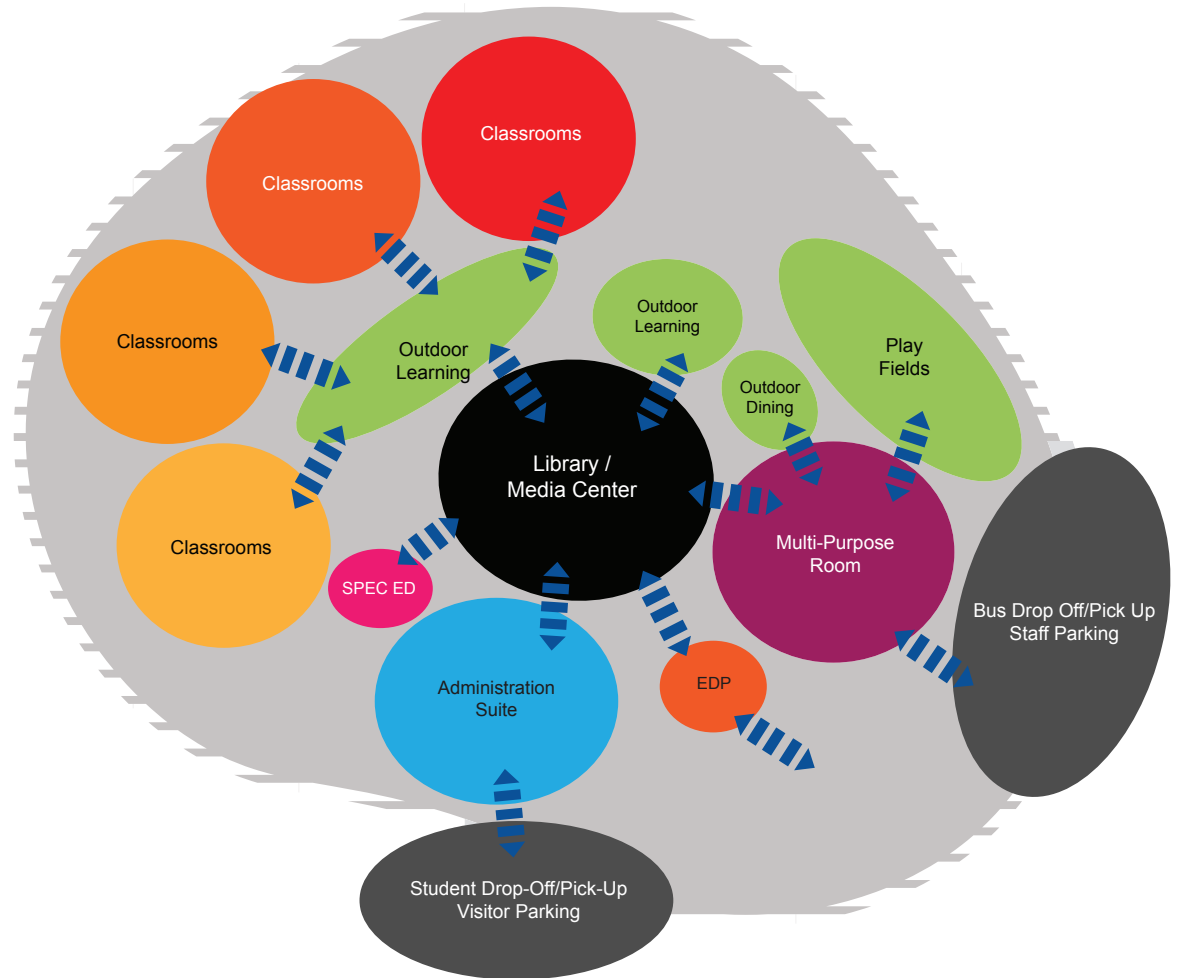 Classrooms
Classrooms
Classrooms
Classrooms
Outdoor
Learning
Outdoor
Learning
Outdoor
Dining
Play
Fields
Library /
Media Center
Multi-Purpose
Room
SPEC ED
Administration
Suite
EDP
Bus Drop Off/Pick Up
Staff Parking
Student Drop-Off/Pick-Up
Visitor Parking